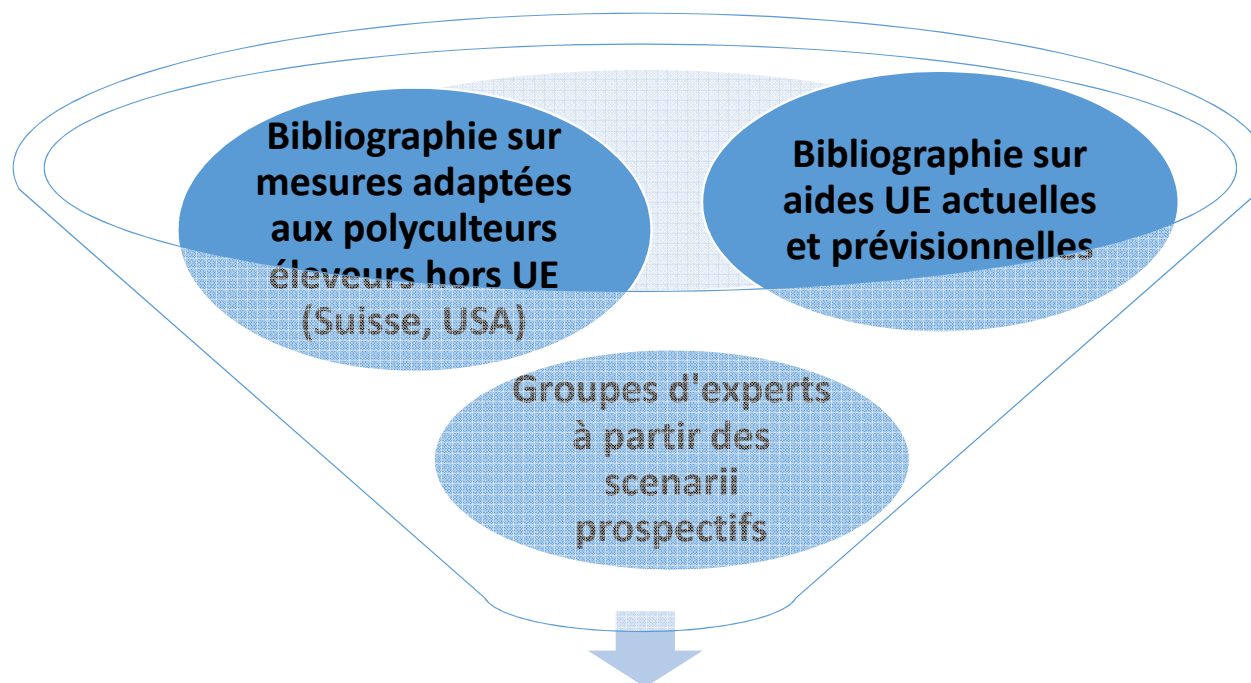 Bibliographie sur
mesures adaptées
aux polyculteurs
éleveurs hors UE
(Suisse, USA)
Bibliographie sur
aides UE actuelles
et prévisionnelles
Groupes d'experts
à partir des
scenarii
prospectifs